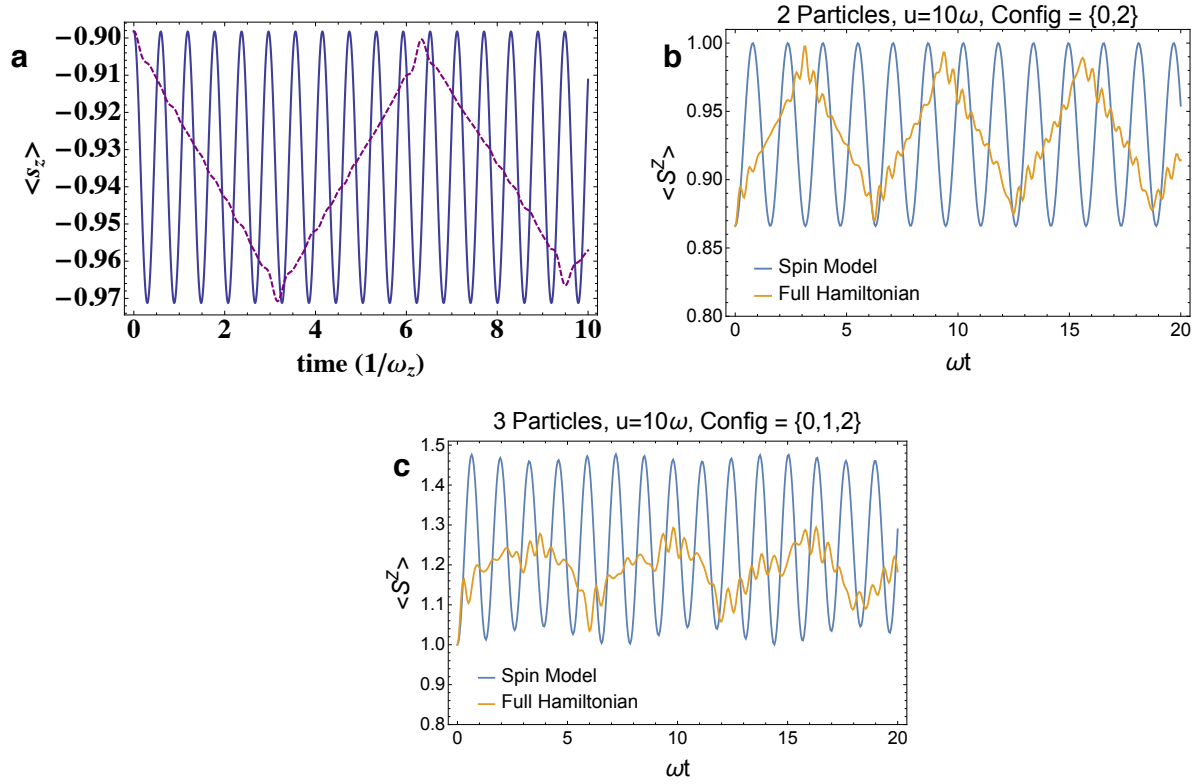 a
−0.90
−0.91
−0.92
−0.93
−0.94
−0.95
−0.96
−0.97
<s_z>
0 2 4 6 8 10
time (1/ω_z)
2 Particles, u=10ω, Config = {0,2}
b
1.00
0.95
0.90
0.85
0.80
<S^Z>
Spin Model
Full Hamiltonian
0 5 10 15 20
ωt
3 Particles, u=10ω, Config = {0,1,2}
c
1.5
1.4
1.3
1.2
1.1
1.0
0.9
0.8
<S^Z>
Spin Model
Full Hamiltonian
0 5 10 15 20
ωt